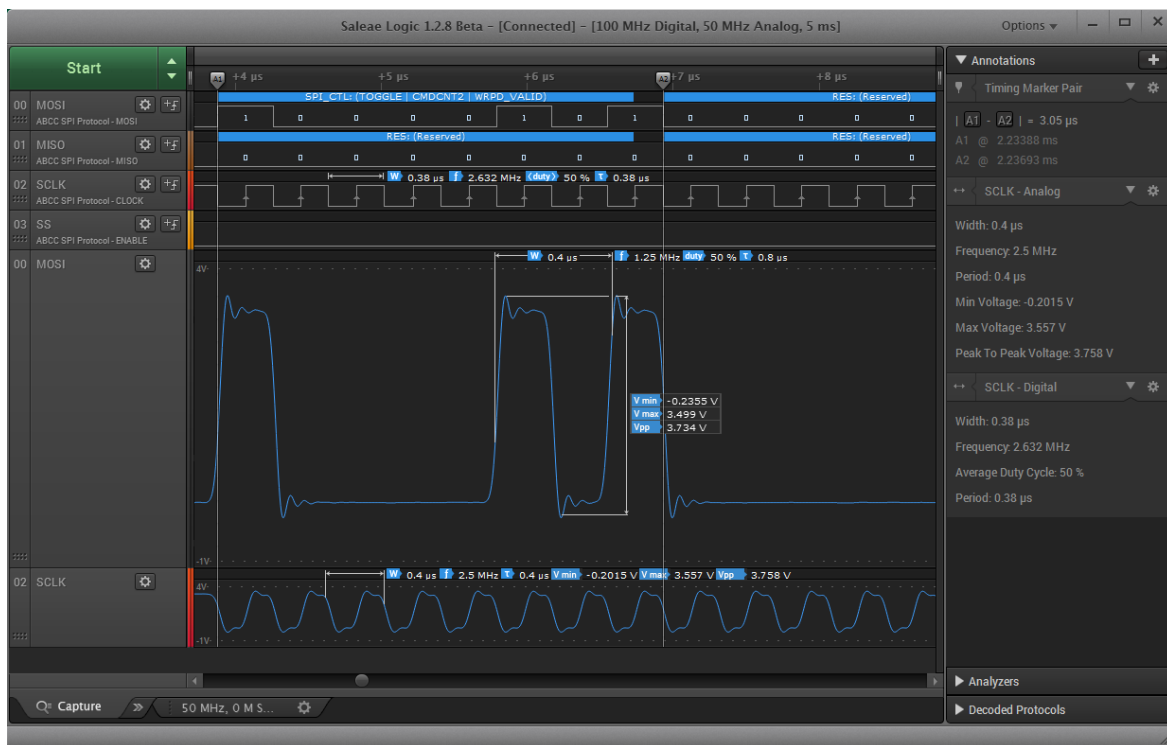 Saleae Logic 1.2.8 Beta - [Connected] - [100 MHz Digital, 50 MHz Analog, 5 ms]
Options
Start
A1 +4 µs +5 µs +6 µs A2 +7 µs +8 µs
00 MOSI
ABCC SPI Protocol - MOSI
SPI_CTL: (TOGGLE | CMDCNT2 | WRPD_VALID)
RES: (Reserved)
1 0 0 0 0 1 0 1 0 0 0 0 0
01 MISO
ABCC SPI Protocol - MISO
RES: (Reserved)
0 0 0 0 0 0 0 0 0 0 0 0 0
02 SCLK
ABCC SPI Protocol - CLOCK
W 0.38 µs f 2.632 MHz (duty) 50 % T 0.38 µs
03 SS
ABCC SPI Protocol - ENABLE
00 MOSI
4V
W 0.4 µs f 1.25 MHz duty 50 % T 0.8 µs
V min -0.2355 V
V max 3.499 V
Vpp 3.734 V
-1V
02 SCLK
W 0.4 µs f 2.5 MHz T 0.4 µs V min -0.2015 V V max 3.557 V Vpp 3.758 V
4V
-1V
Capture
50 MHz, 0 M S...
Annotations
Timing Marker Pair
| A1 - A2 | = 3.05 µs
A1 @ 2.23388 ms
A2 @ 2.23693 ms
SCLK - Analog
Width: 0.4 µs
Frequency: 2.5 MHz
Period: 0.4 µs
Min Voltage: -0.2015 V
Max Voltage: 3.557 V
Peak To Peak Voltage: 3.758 V
SCLK - Digital
Width: 0.38 µs
Frequency: 2.632 MHz
Average Duty Cycle: 50 %
Period: 0.38 µs
Analyzers
Decoded Protocols